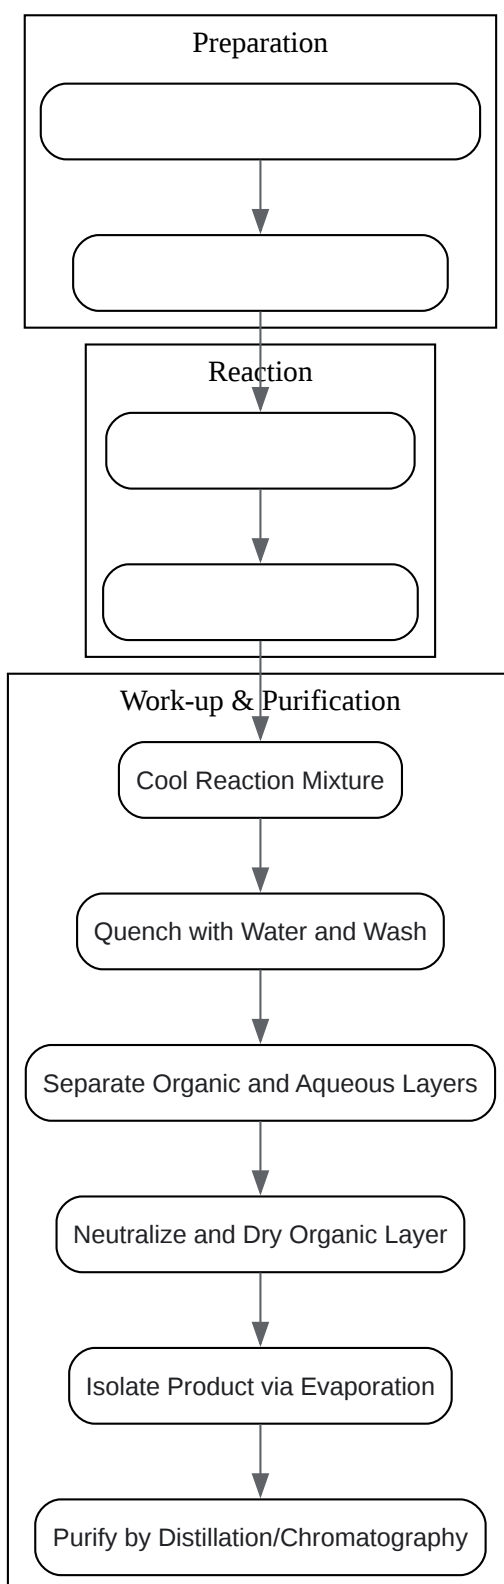 Preparation
Reaction
Work-up & Purification
Cool Reaction Mixture
Quench with Water and Wash
Separate Organic and Aqueous Layers
Neutralize and Dry Organic Layer
Isolate Product via Evaporation
Purify by Distillation/Chromatography